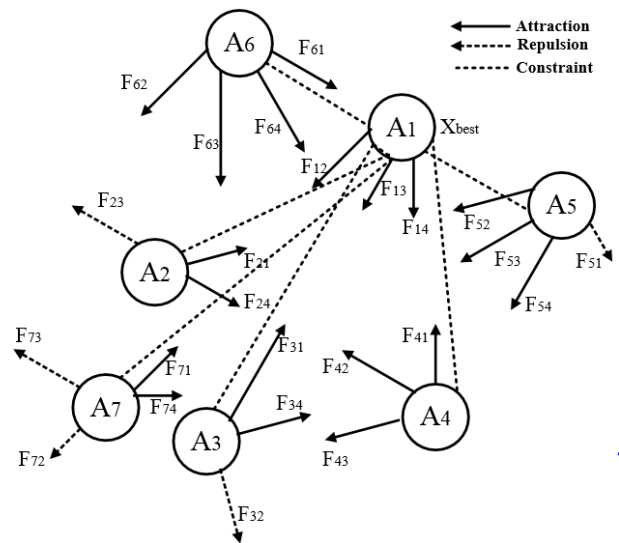 Attraction
Repulsion
Constraint
A6
F61
F62
F64
F63
A1
Xbest
F12
F13
F14
A5
F52
F53
F51
F54
F23
A2
F21
F24
F73
F71
F74
A7
F72
F31
F34
A3
F32
F41
F42
A4
F43